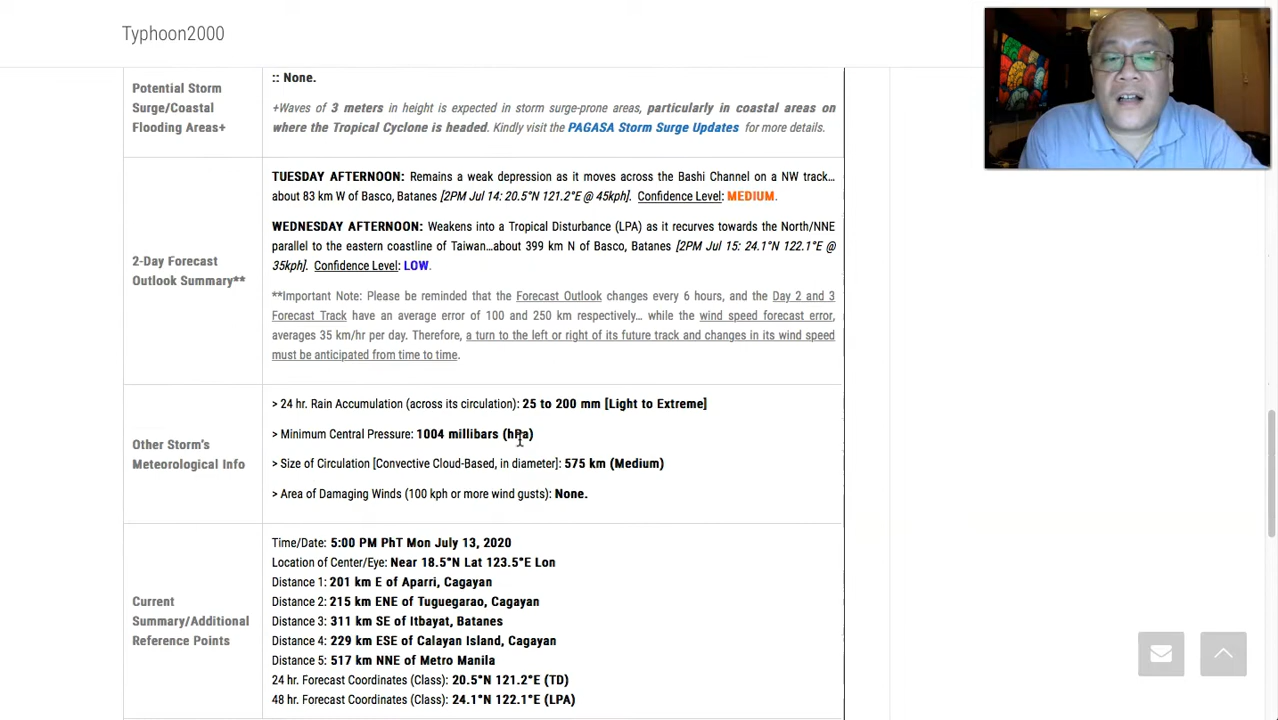 Typhoon2000
Potential Storm
Surge/Coastal
Flooding Areas+
:: None.
+Waves of 3 meters in height is expected in storm surge-prone areas, particularly in coastal areas on
where the Tropical Cyclone is headed. Kindly visit the PAGASA Storm Surge Updates for more details.
2-Day Forecast
Outlook Summary**
TUESDAY AFTERNOON: Remains a weak depression as it moves across the Bashi Channel on a NW track…
about 83 km W of Basco, Batanes [2PM Jul 14: 20.5°N 121.2°E @ 45kph]. Confidence Level: MEDIUM.
WEDNESDAY AFTERNOON: Weakens into a Tropical Disturbance (LPA) as it recurves towards the North/NNE
parallel to the eastern coastline of Taiwan…about 399 km N of Basco, Batanes [2PM Jul 15: 24.1°N 122.1°E @
35kph]. Confidence Level: LOW.
**Important Note: Please be reminded that the Forecast Outlook changes every 6 hours, and the Day 2 and 3
Forecast Track have an average error of 100 and 250 km respectively… while the wind speed forecast error,
averages 35 km/hr per day. Therefore, a turn to the left or right of its future track and changes in its wind speed
must be anticipated from time to time.
Other Storm's
Meteorological Info
> 24 hr. Rain Accumulation (across its circulation): 25 to 200 mm [Light to Extreme]
> Minimum Central Pressure: 1004 millibars (hPa)
> Size of Circulation [Convective Cloud-Based, in diameter]: 575 km (Medium)
> Area of Damaging Winds (100 kph or more wind gusts): None.
Current
Summary/Additional
Reference Points
Time/Date: 5:00 PM PhT Mon July 13, 2020
Location of Center/Eye: Near 18.5°N Lat 123.5°E Lon
Distance 1: 201 km E of Aparri, Cagayan
Distance 2: 215 km ENE of Tuguegarao, Cagayan
Distance 3: 311 km SE of Itbayat, Batanes
Distance 4: 229 km ESE of Calayan Island, Cagayan
Distance 5: 517 km NNE of Metro Manila
24 hr. Forecast Coordinates (Class): 20.5°N 121.2°E (TD)
48 hr. Forecast Coordinates (Class): 24.1°N 122.1°E (LPA)